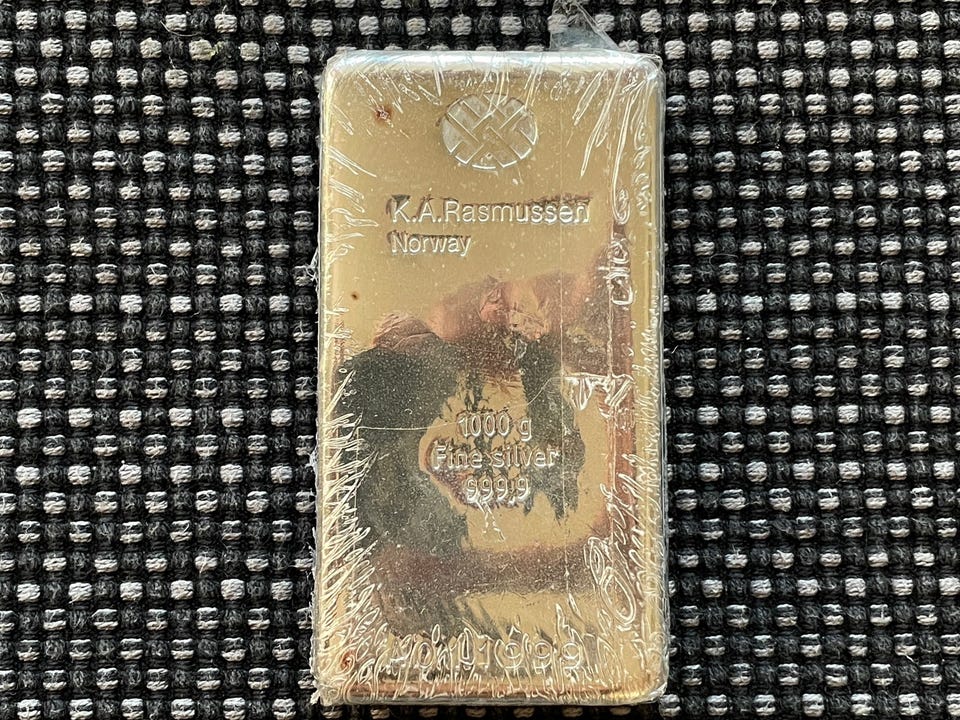 K.A.Rasmussen
Norway
1000 g
Fine silver
999,9